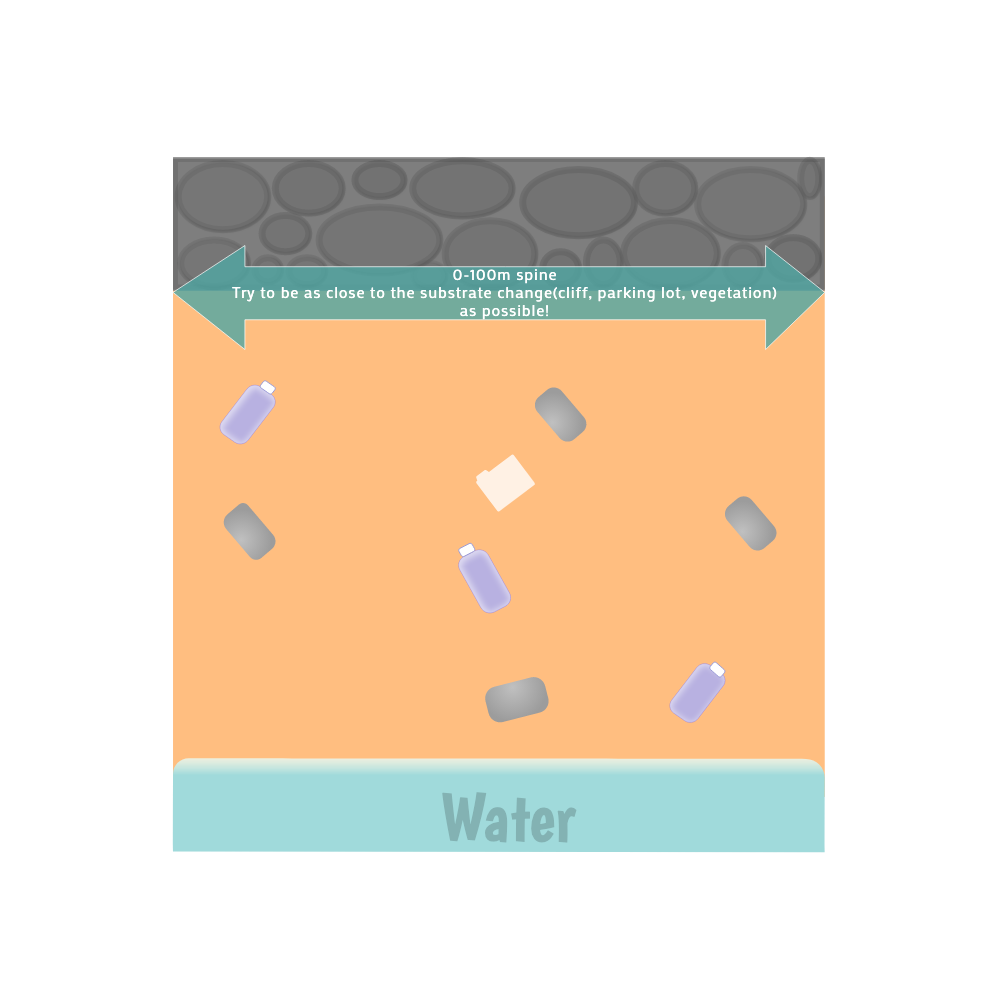 0-100m spine
Try to be as close to the substrate change(cliff, parking lot, vegetation)
as possible!
Water